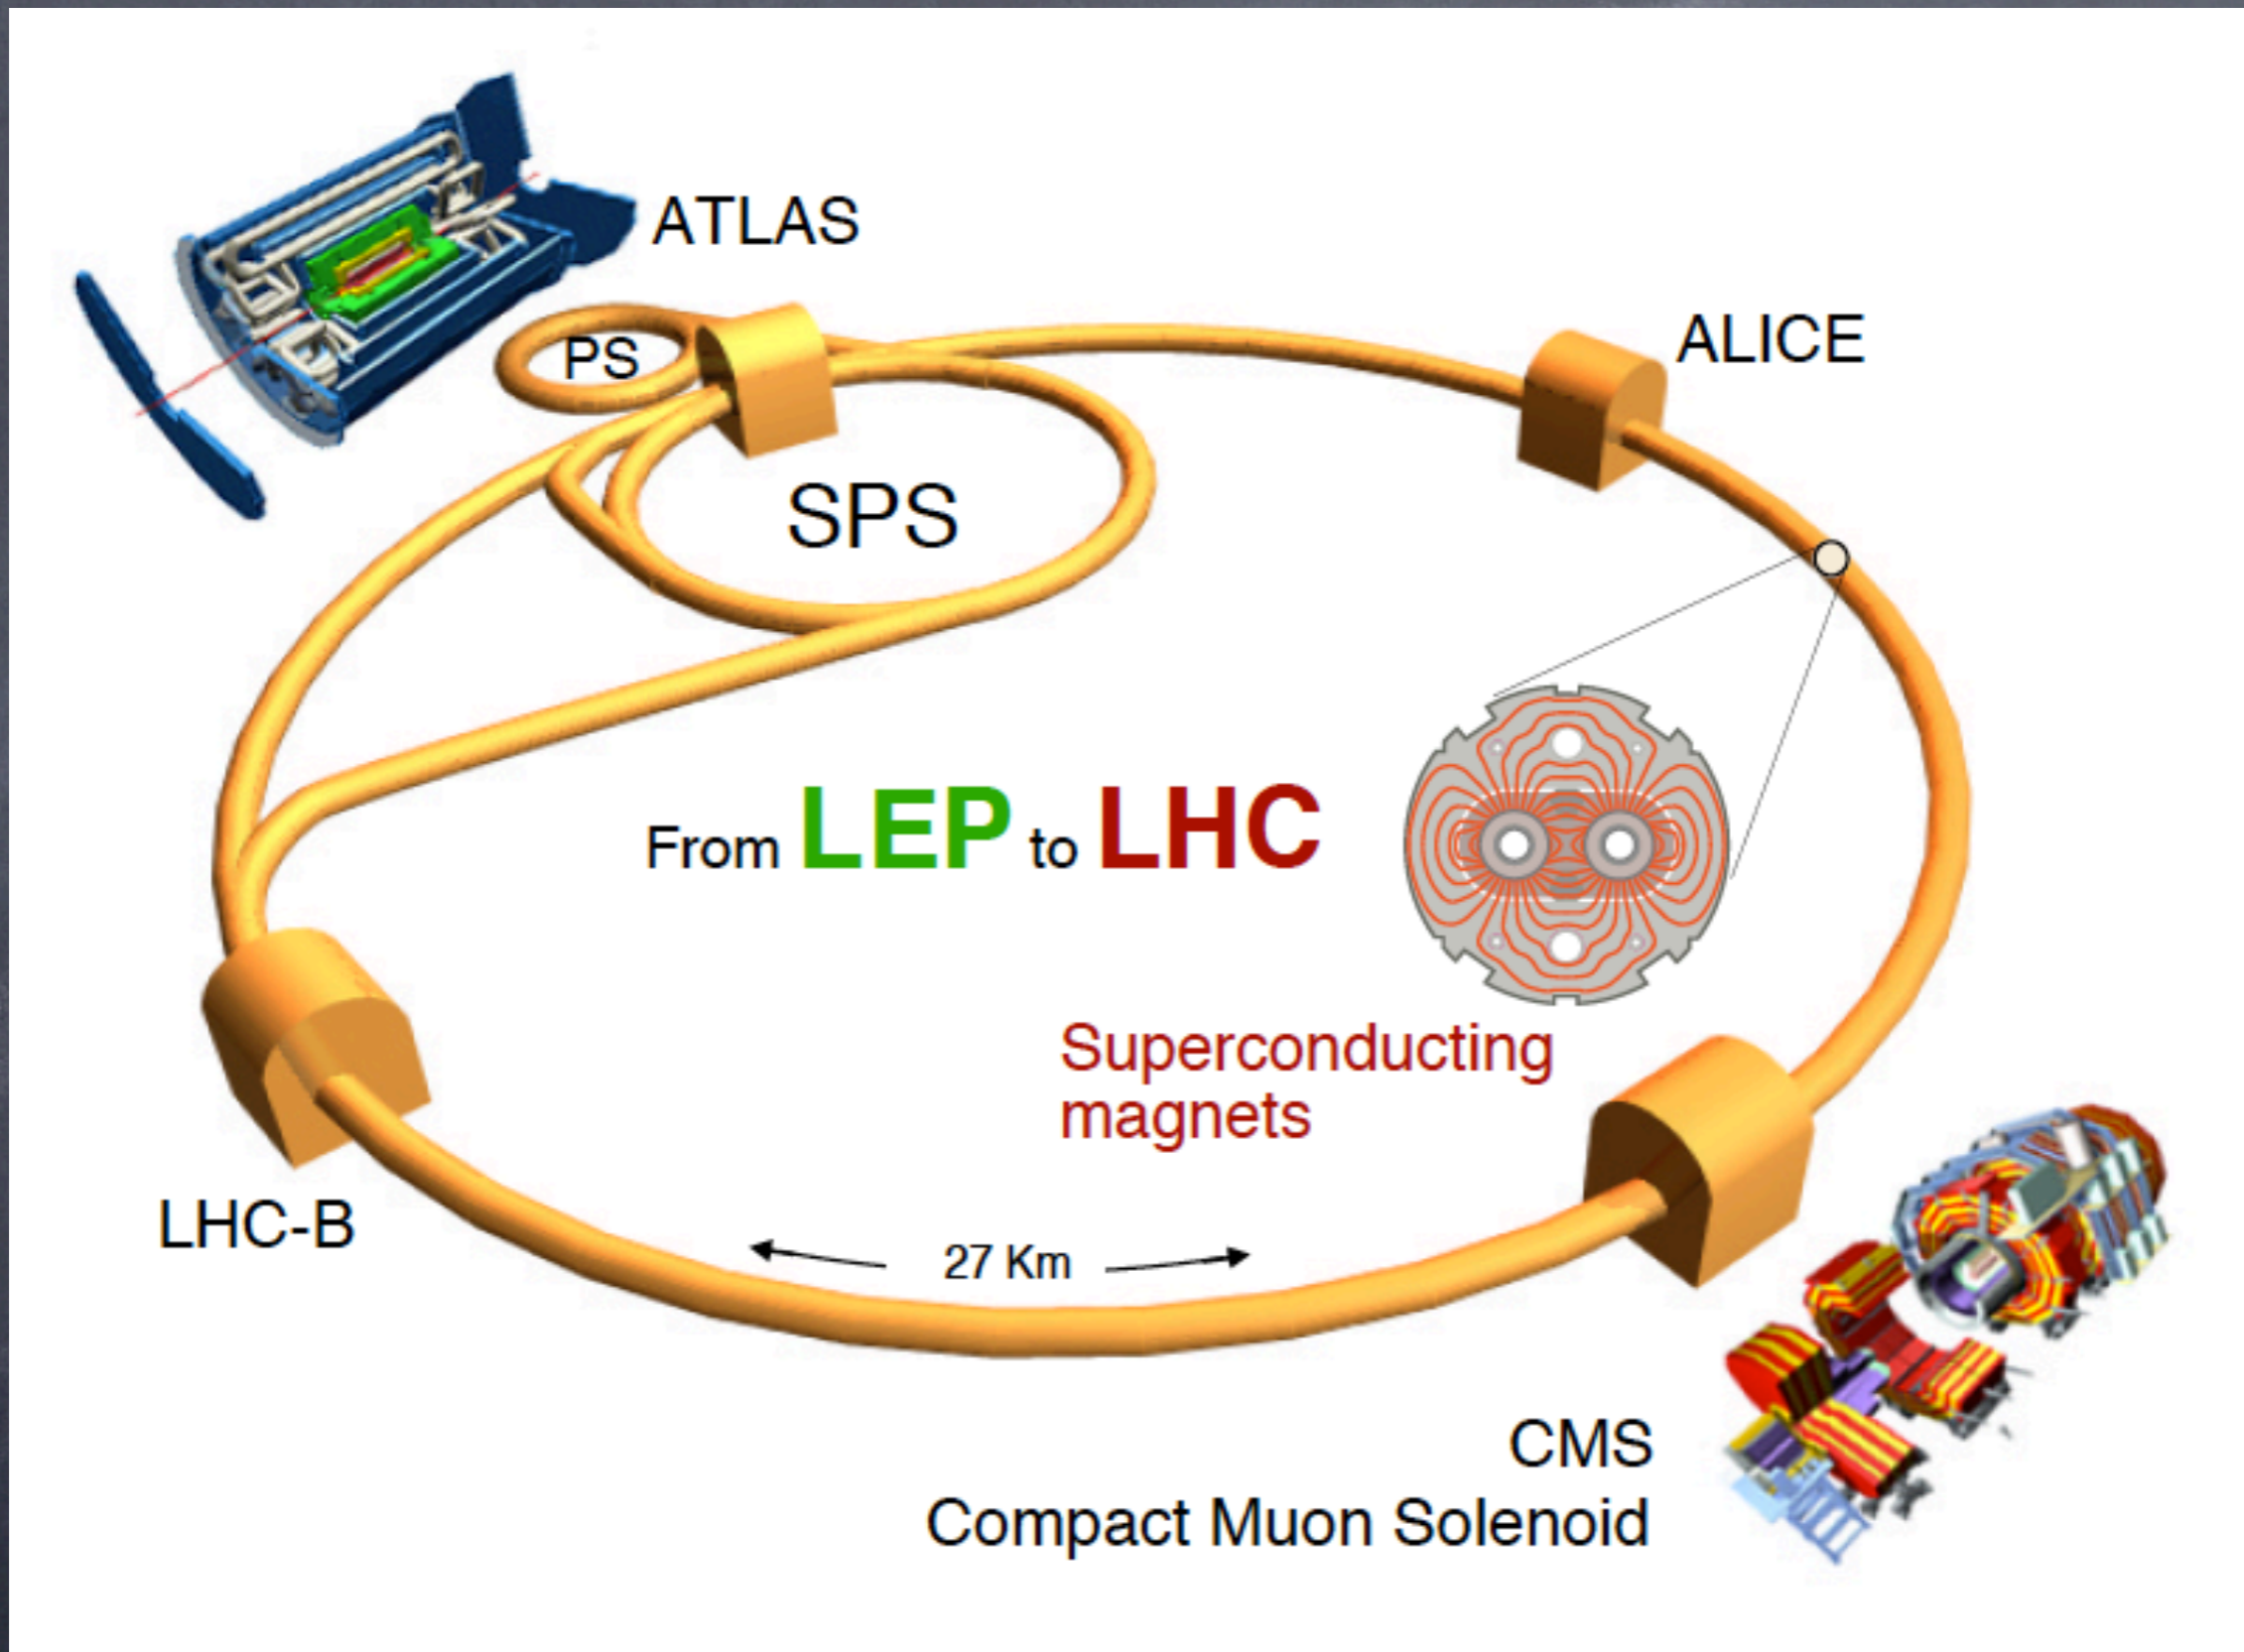 ATLAS
PS
ALICE
SPS
From LEP to LHC
Superconducting
magnets
LHC-B
27 Km
CMS
Compact Muon Solenoid